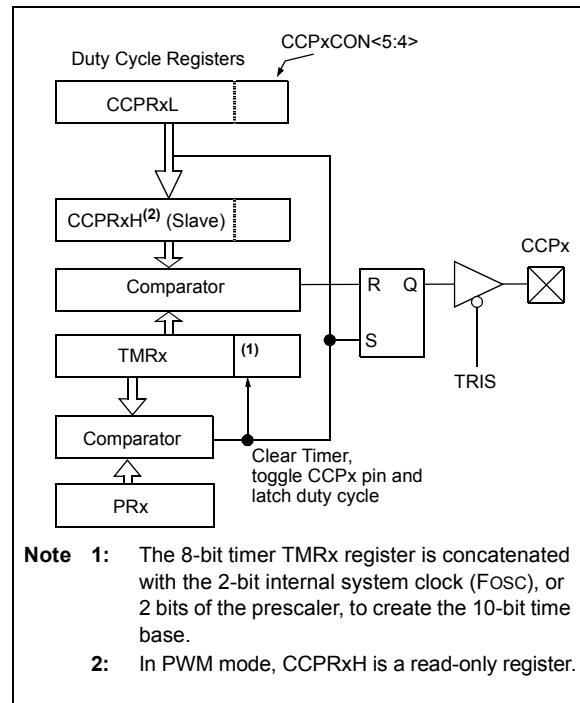 CCPxCON<5:4>
Duty Cycle Registers
CCPRxL
CCPRxH(2) (Slave)
CCPx
Comparator
R Q
TMRx
(1)
S
TRIS
Comparator
Clear Timer,
toggle CCPx pin and
latch duty cycle
PRx
Note 1: The 8-bit timer TMRx register is concatenated
with the 2-bit internal system clock (FOSC), or
2 bits of the prescaler, to create the 10-bit time
base.
2: In PWM mode, CCPRxH is a read-only register.